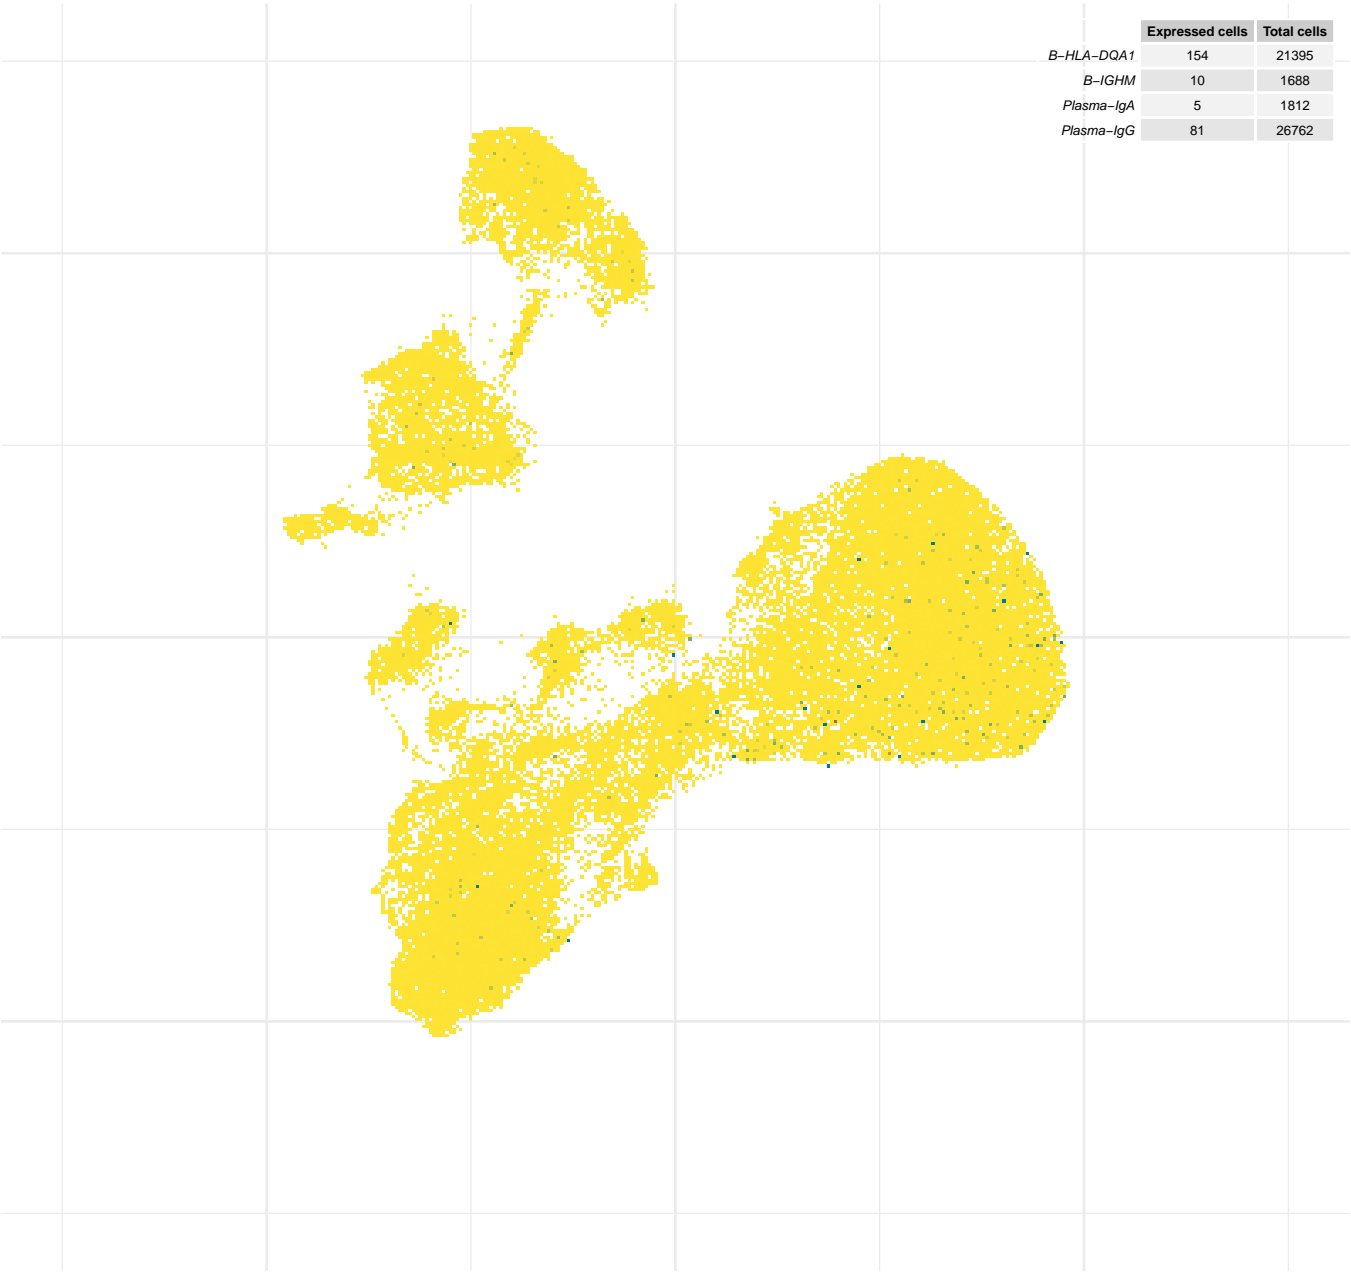 Expressed cells Total cells
B−HLA−DQA1 154 21395
B−IGHM 10 1688
Plasma−IgA 5 1812
Plasma−IgG 81 26762